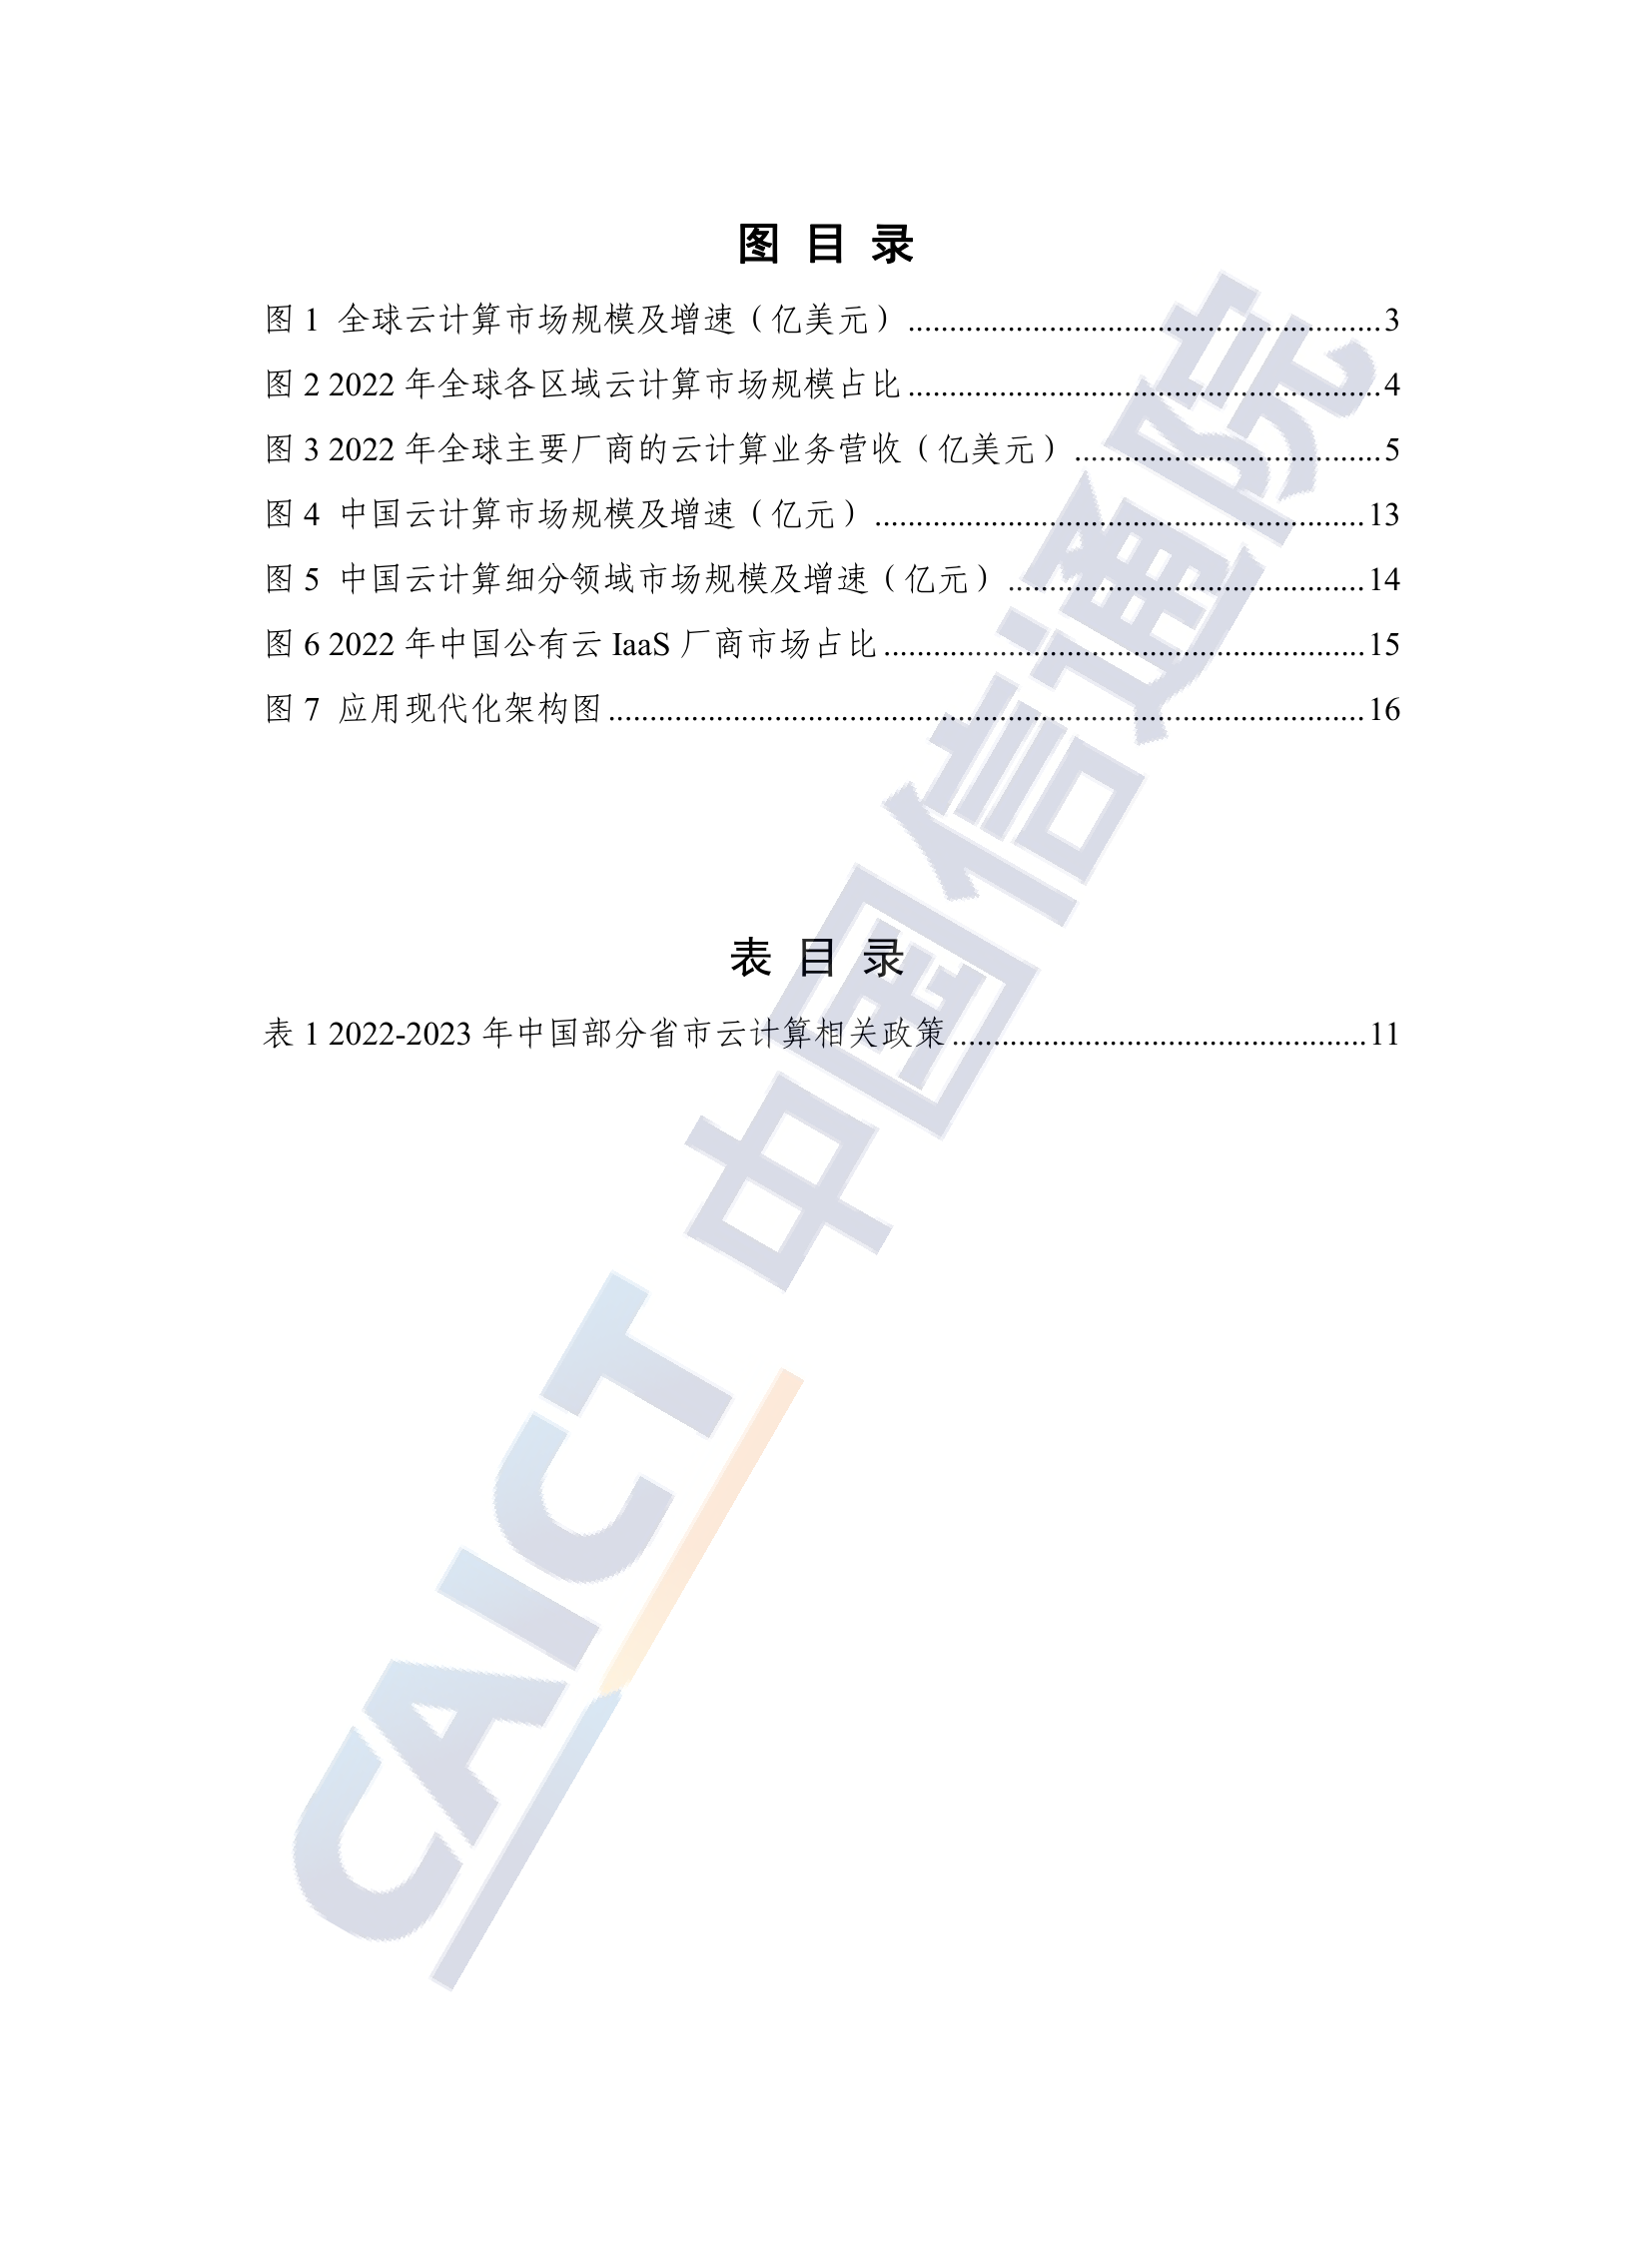 图 目 录
图 1 全球云计算市场规模及增速（亿美元）........................................................3
图 2 2022 年全球各区域云计算市场规模占比........................................................4
图 3 2022 年全球主要厂商的云计算业务营收（亿美元）....................................5
图 4 中国云计算市场规模及增速（亿元）..........................................................13
图 5 中国云计算细分领域市场规模及增速（亿元）..........................................14
图 6 2022 年中国公有云 IaaS 厂商市场占比.........................................................15
图 7 应用现代化架构图..........................................................................................16
表 目 录
表 1 2022-2023 年中国部分省市云计算相关政策.................................................11
CAICT 中国信通院